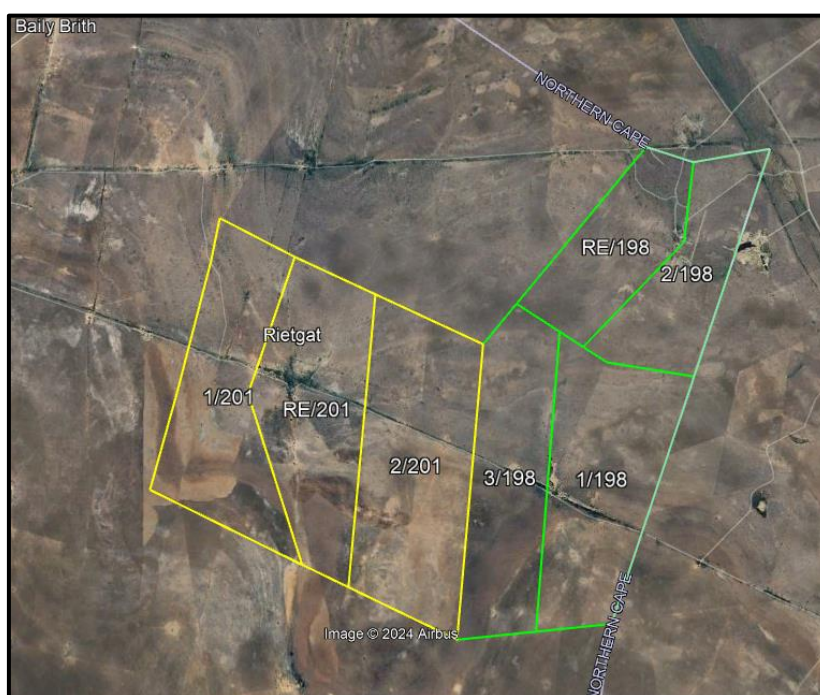 Baily Brith
NORTHERN CAPE
RE/198
2/198
Rietgat
1/201
RE/201
2/201
3/198
1/198
NORTHERN CAPE
Image © 2024 Airbus